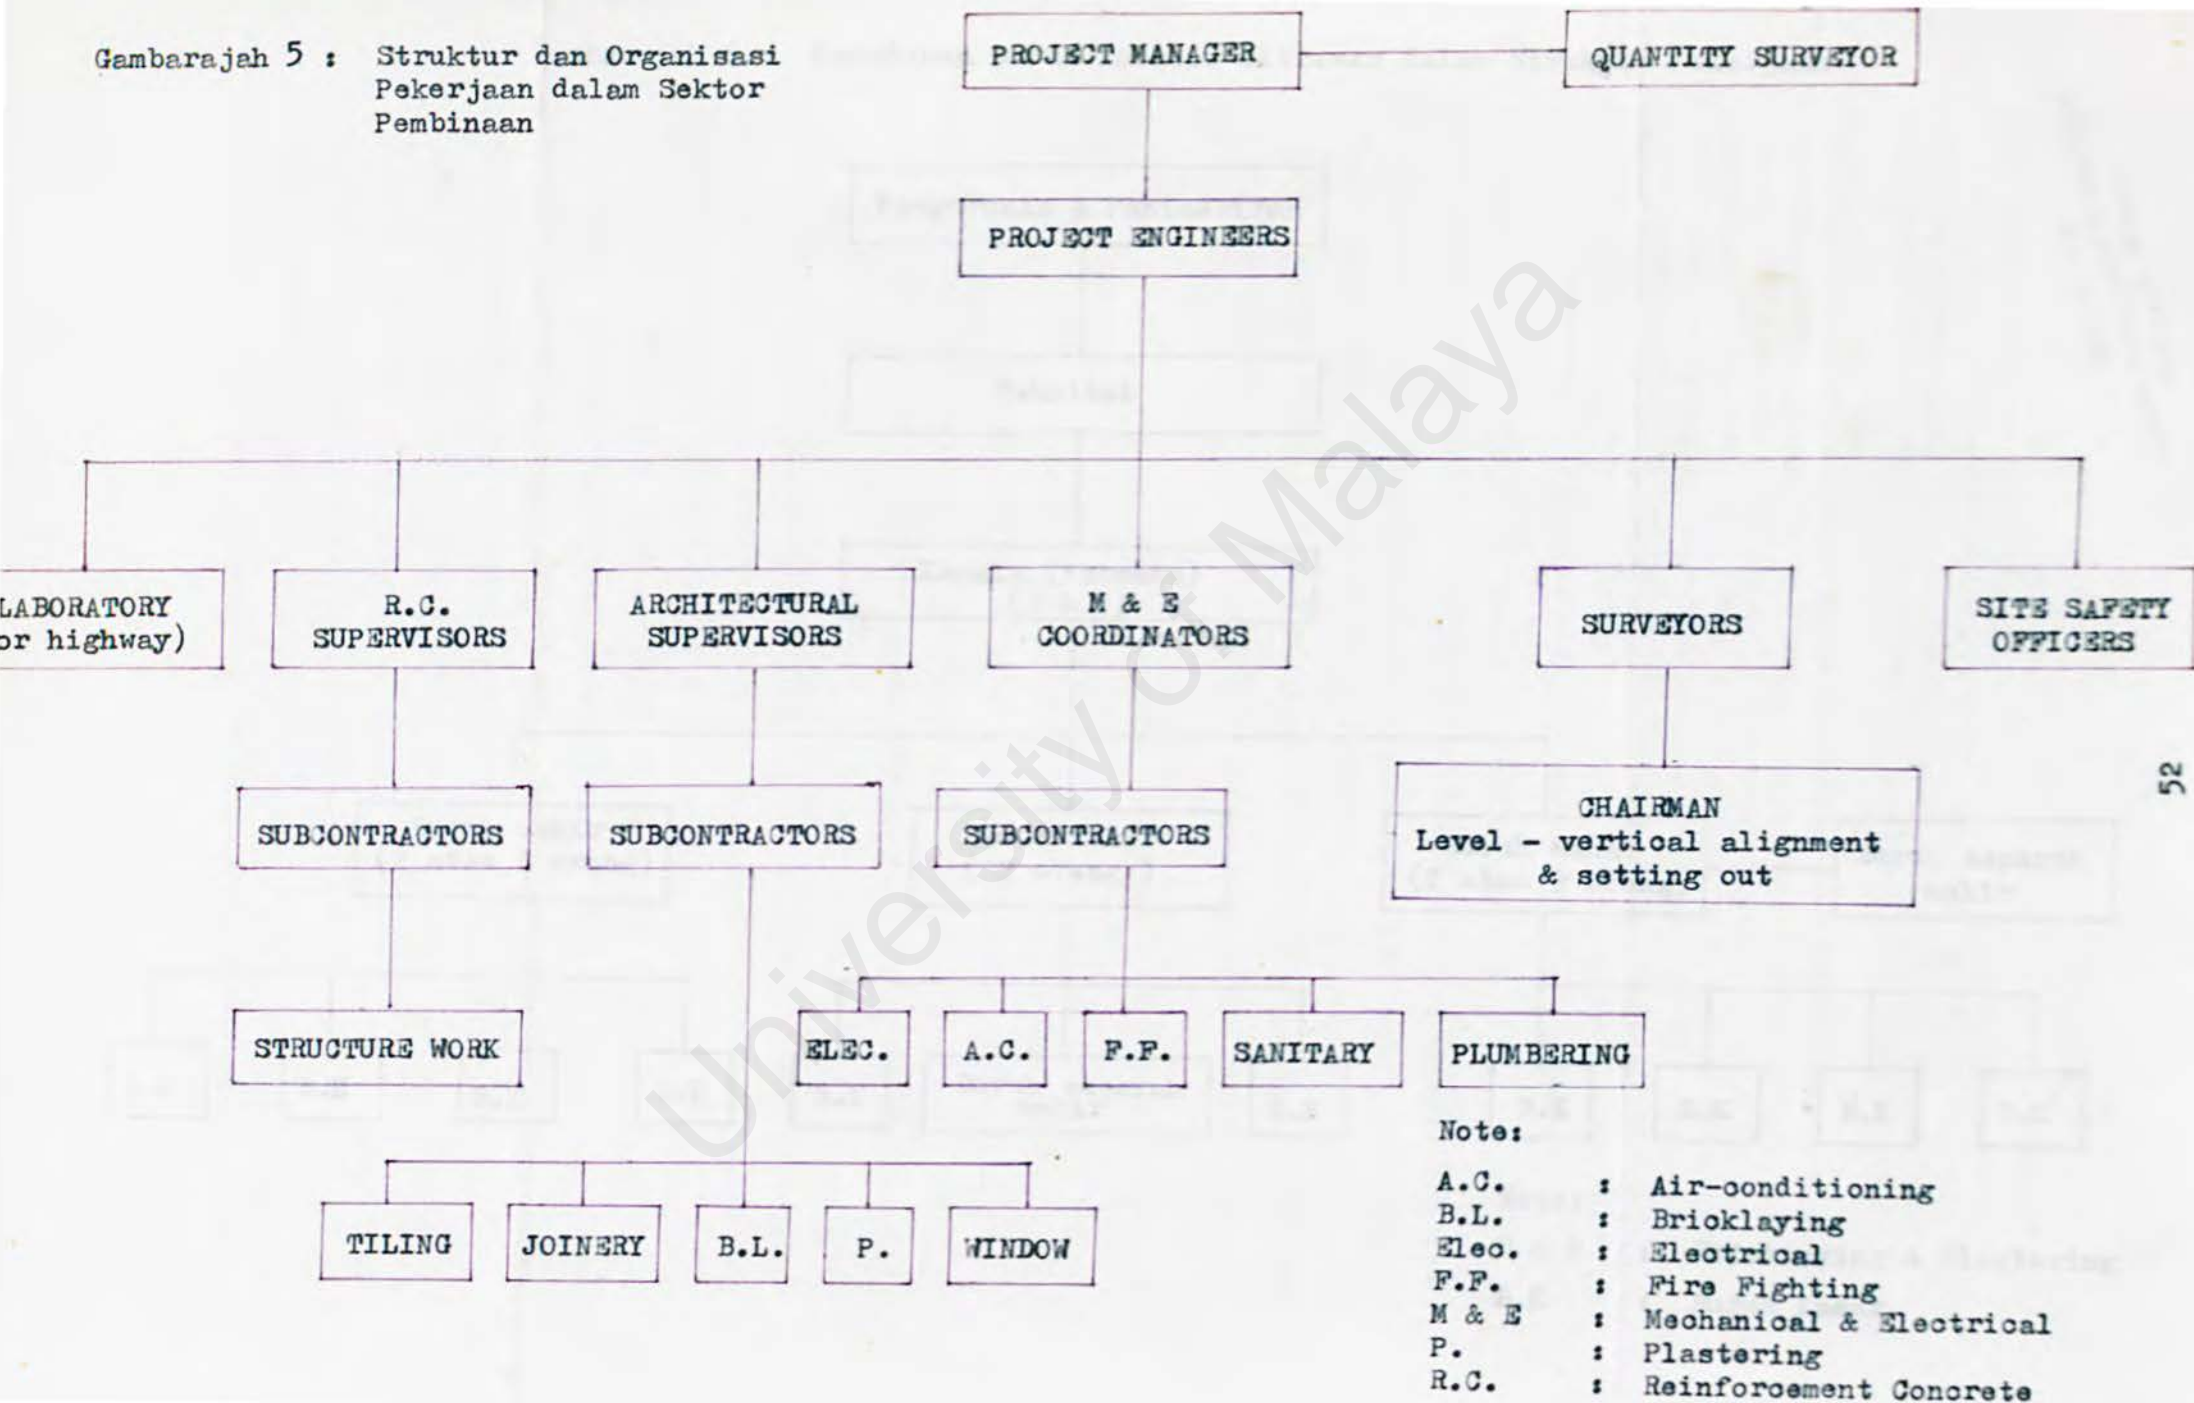 Gambarajah 5 : Struktur dan Organisasi
Pekerjaan dalam Sektor
Pembinaan
PROJECT MANAGER
QUANTITY SURVEYOR
PROJECT ENGINEERS
LABORATORY
or highway)
R.C.
SUPERVISORS
ARCHITECTURAL
SUPERVISORS
M & E
COORDINATORS
SURVEYORS
SITE SAFETY
OFFICERS
SUBCONTRACTORS
SUBCONTRACTORS
SUBCONTRACTORS
CHAIRMAN
Level - vertical alignment
& setting out
52
STRUCTURE WORK
ELEC.
A.C.
F.F.
SANITARY
PLUMBERING
TILING
JOINERY
B.L.
P.
WINDOW
Note:
A.C. : Air-conditioning
B.L. : Bricklaying
Elec. : Electrical
F.F. : Fire Fighting
M & E : Mechanical & Electrical
P. : Plastering
R.C. : Reinforcement Concrete
University of Malaya